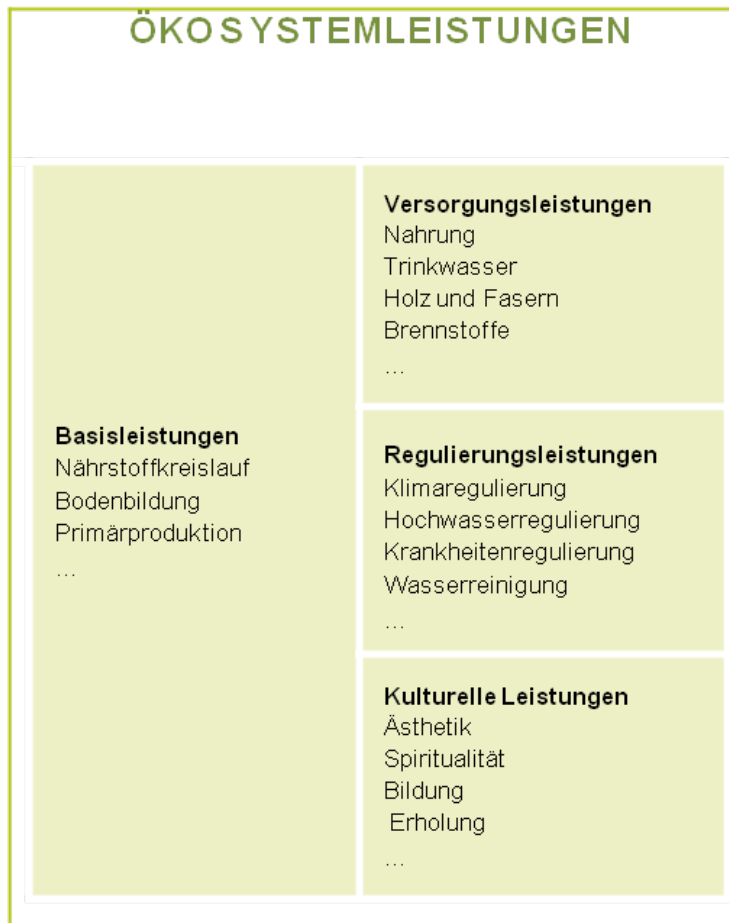 ÖKOSYSTEMLEISTUNGEN
Basisleistungen
Nährstoffkreislauf
Bodenbildung
Primärproduktion
...
Versorgungsleistungen
Nahrung
Trinkwasser
Holz und Fasern
Brennstoffe
...
Regulierungsleistungen
Klimaregulierung
Hochwasserregulierung
Krankheitenregulierung
Wasserreinigung
...
Kulturelle Leistungen
Ästhetik
Spiritualität
Bildung
Erholung
...